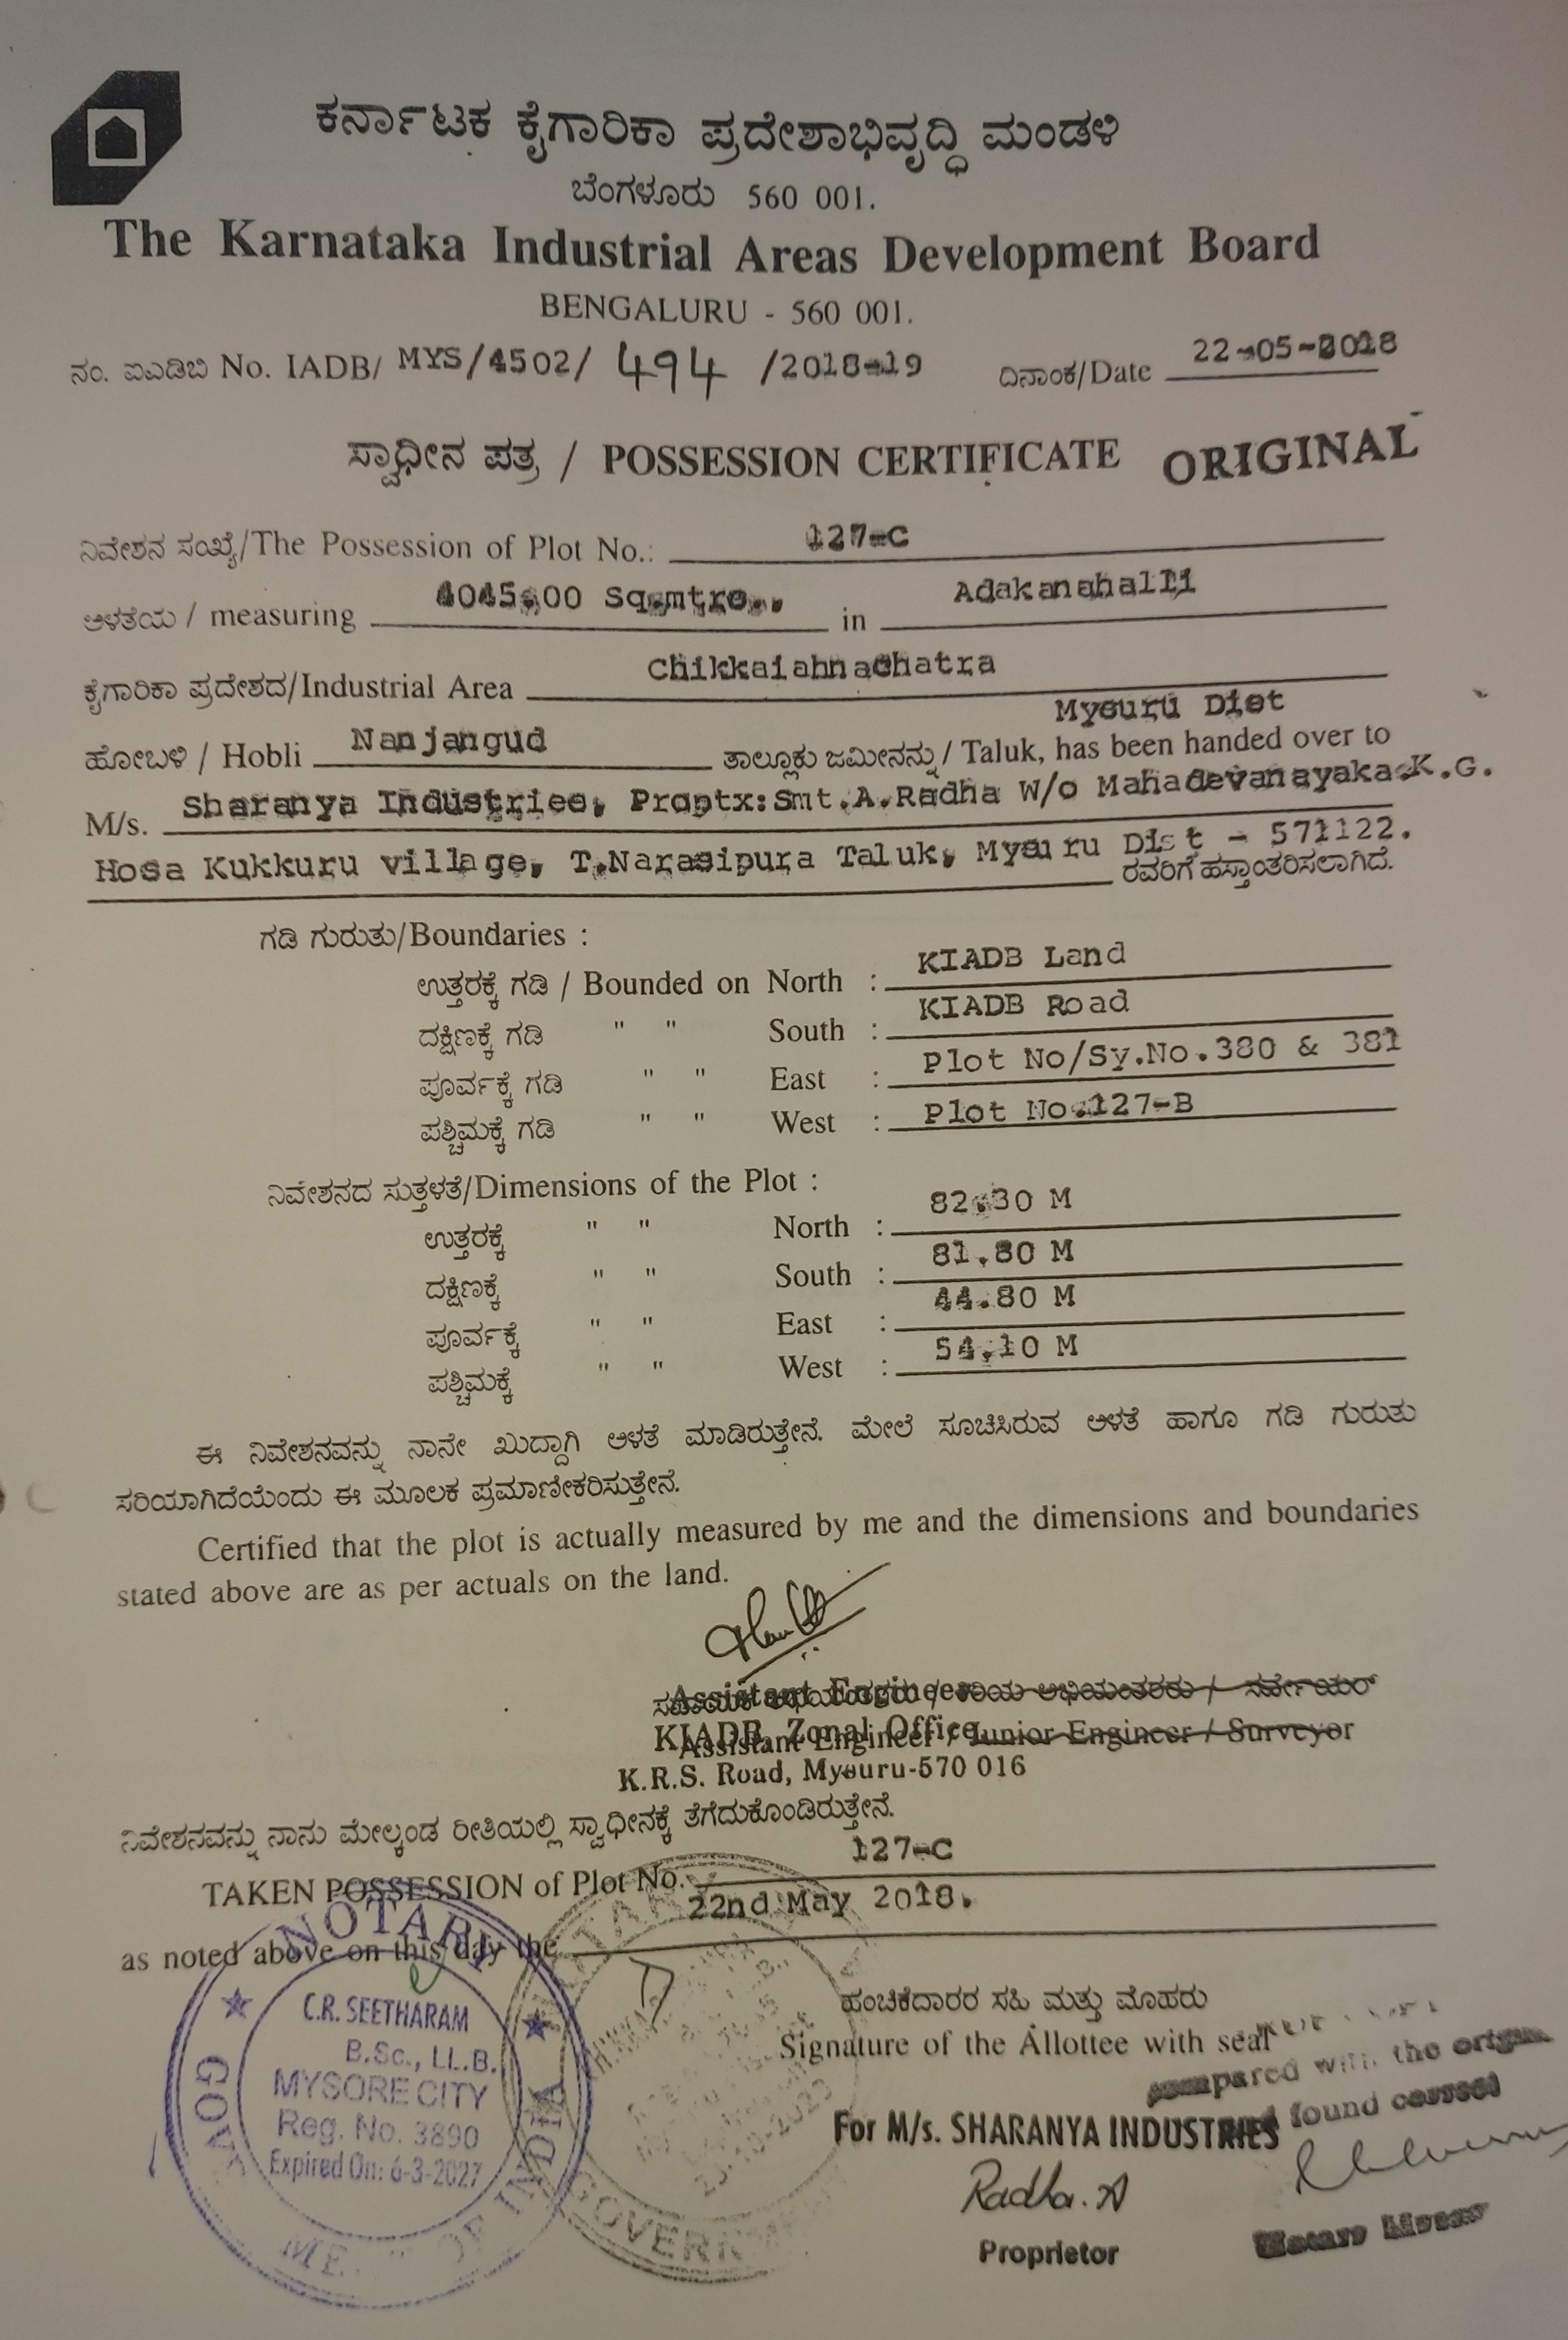 ಕರ್ನಾಟಕ ಕೈಗಾರಿಕಾ ಪ್ರದೇಶಾಭಿವೃದ್ಧಿ ಮಂಡಳಿ
ಬೆಂಗಳೂರು 560 001.
The Karnataka Industrial Areas Development Board
BENGALURU - 560 001.
ನಂ. ಐಎಡಿಬಿ No. IADB/ MYS/4502/ 494 /2018-19 ದಿನಾಂಕ/Date 22-05-2018
ಸ್ವಾಧೀನ ಪತ್ರ / POSSESSION CERTIFICATE ORIGINAL
ನಿವೇಶನ ಸಂಖ್ಯೆ/The Possession of Plot No.: 127-C
ಅಳತೆಯ / measuring 4045.00 Sq.mtrs., in Adakanahalli
ಕೈಗಾರಿಕಾ ಪ್ರದೇಶದ/Industrial Area Chikkaiahnachatra
Mysuru Dist
ಹೋಬಳಿ / Hobli Nanjangud ತಾಲ್ಲೂಕು ಜಮೀನನ್ನು / Taluk, has been handed over to
M/s. Sharanya Industries, Proptx:Smt.A.Radha W/o Mahadevanayaka.K.G.
Hosa Kukkuru village, T.Narasipura Taluk, Mysuru Dist - 571122.
ರವರಿಗೆ ಹಸ್ತಾಂತರಿಸಲಾಗಿದೆ.
ಗಡಿ ಗುರುತು/Boundaries :
ಉತ್ತರಕ್ಕೆ ಗಡಿ / Bounded on North : KIADB Land
ದಕ್ಷಿಣಕ್ಕೆ ಗಡಿ " " South : KIADB Road
ಪೂರ್ವಕ್ಕೆ ಗಡಿ " " East : Plot No/Sy.No.380 & 381
ಪಶ್ಚಿಮಕ್ಕೆ ಗಡಿ " " West : Plot No.127-B
ನಿವೇಶನದ ಸುತ್ತಳತೆ/Dimensions of the Plot :
ಉತ್ತರಕ್ಕೆ " " North : 82.30 M
ದಕ್ಷಿಣಕ್ಕೆ " " South : 81.80 M
ಪೂರ್ವಕ್ಕೆ " " East : 44.80 M
ಪಶ್ಚಿಮಕ್ಕೆ " " West : 54.10 M
ಈ ನಿವೇಶನವನ್ನು ನಾನೇ ಖುದ್ದಾಗಿ ಅಳತೆ ಮಾಡಿರುತ್ತೇನೆ. ಮೇಲೆ ಸೂಚಿಸಿರುವ ಅಳತೆ ಹಾಗೂ ಗಡಿ ಗುರುತು
ಸರಿಯಾಗಿದೆಯೆಂದು ಈ ಮೂಲಕ ಪ್ರಮಾಣೀಕರಿಸುತ್ತೇನೆ.
Certified that the plot is actually measured by me and the dimensions and boundaries
stated above are as per actuals on the land.
Assistant Engineer / ಕಿರಿಯ ಅಭಿಯಂತರರು / ಸರ್ವೇಯರ್
KIADB, Zonal Office
Assistant Engineer / Junior Engineer / Surveyor
K.R.S. Road, Mysuru-570 016
ನಿವೇಶನವನ್ನು ನಾನು ಮೇಲ್ಕಂಡ ರೀತಿಯಲ್ಲಿ ಸ್ವಾಧೀನಕ್ಕೆ ತೆಗೆದುಕೊಂಡಿರುತ್ತೇನೆ.
TAKEN POSSESSION of Plot No. 127-C
as noted above on this day the 22nd May 2018.
ಹಂಚಿಕೆದಾರರ ಸಹಿ ಮತ್ತು ಮೊಹರು
Signature of the Allottee with seal
compared with the origin
found correct
For M/s. SHARANYA INDUSTRIES
Radha. A
Proprietor
NOTARY
C.R. SEETHARAM
B.Sc., LL.B.
MYSORE CITY
Reg. No. 3890
Expired On: 6-3-2027